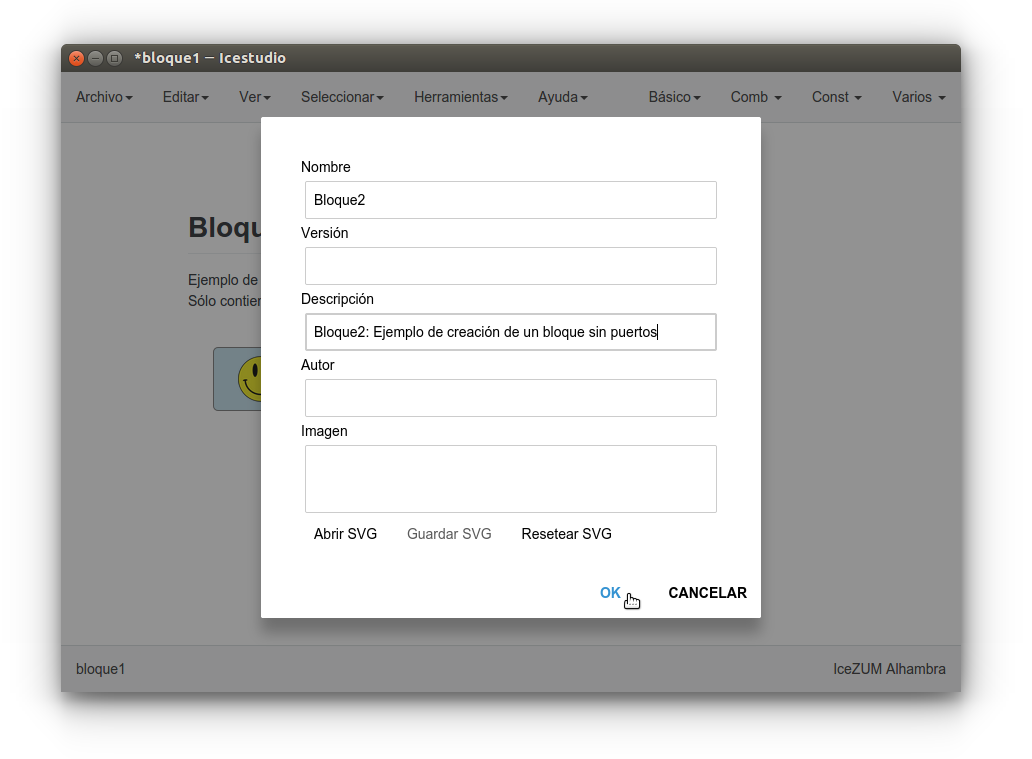 *bloque1 – Icestudio
Archivo Editar Ver Seleccionar Herramientas Ayuda Básico Comb Const Varios
Nombre
Bloque2
Versión
Bloqu
Ejemplo de
Sólo contien
Descripción
Bloque2: Ejemplo de creación de un bloque sin puertos
Autor
Imagen
Abrir SVG Guardar SVG Resetear SVG
OK CANCELAR
bloque1 IceZUM Alhambra